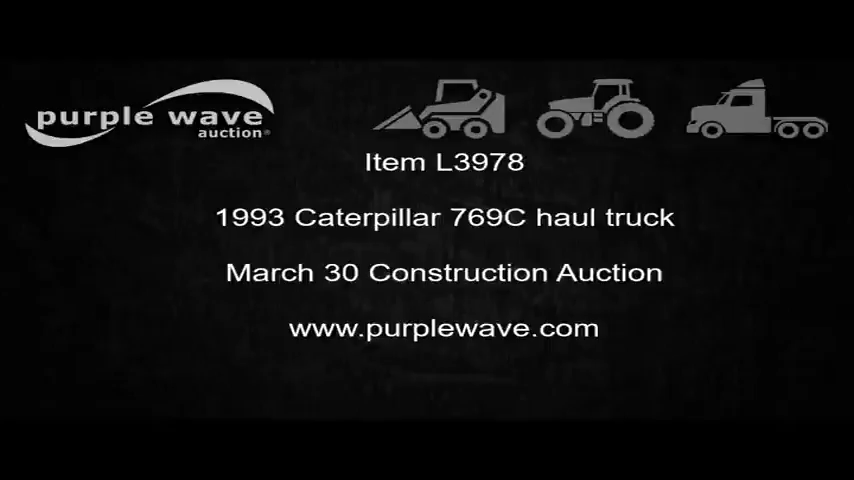 purple wave
auction®
Item L3978
1993 Caterpillar 769C haul truck
March 30 Construction Auction
www.purplewave.com